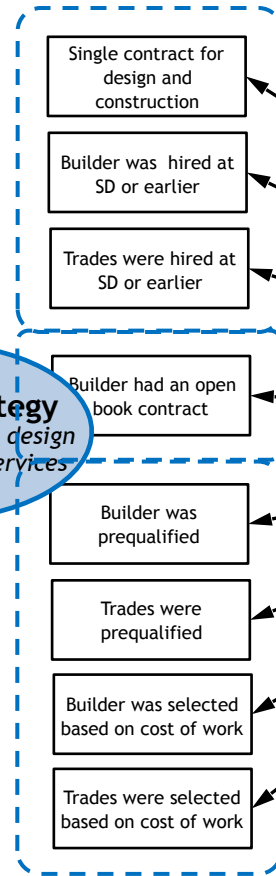 Single contract for
design and
construction
Builder was hired at
SD or earlier
Trades were hired at
SD or earlier
Builder had an open
book contract
design
Builder was
prequalified
Trades were
prequalified
Builder was selected
based on cost of work
Trades were selected
based on cost of work